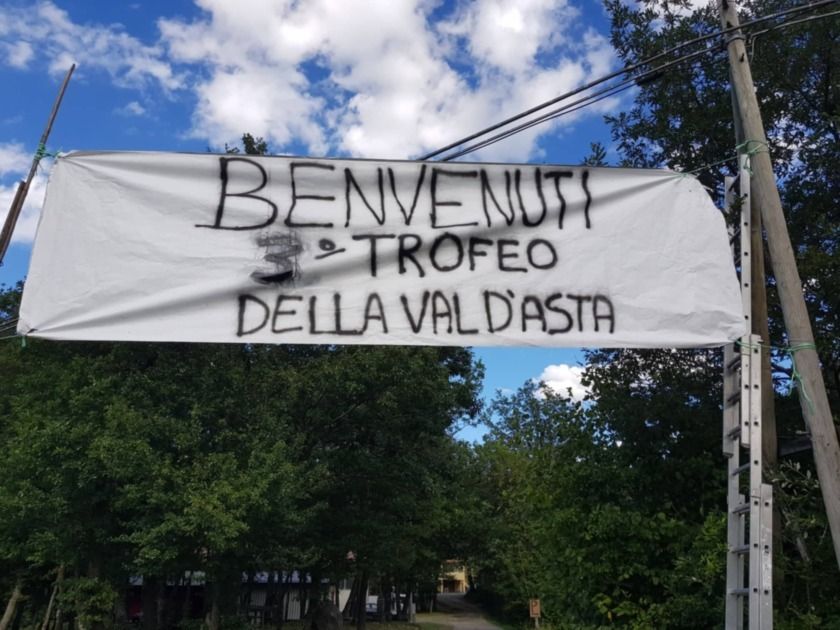 BENVENUTI
3° TROFEO
DELLA VAL D'ASTA